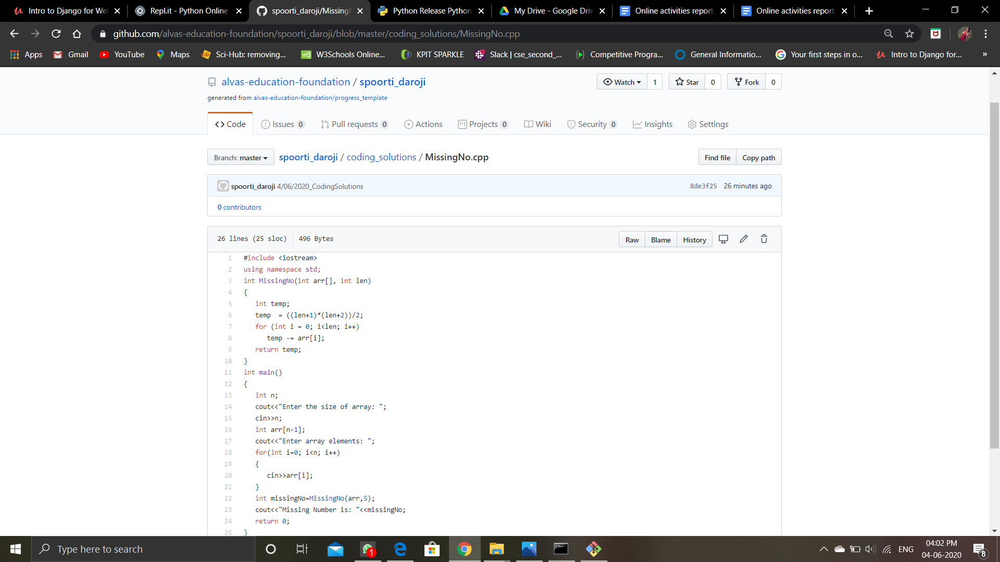 Intro to Django for We
Repl.it - Python Online
spoorti_daroji/Missing
Python Release Python
My Drive - Google Driv
Online activities report
Online activities report
github.com/alvas-education-foundation/spoorti_daroji/blob/master/coding_solutions/MissingNo.cpp
Apps
Gmail
YouTube
Maps
Sci-Hub: removing...
W3Schools Online...
KPIT SPARKLE
Slack | cse_second_...
Competitive Progra...
General Informatio...
Your first steps in o...
Intro to Django for...
»
alvas-education-foundation / spoorti_daroji
Watch 1
Star 0
Fork 0
generated from alvas-education-foundation/progress_template
Code
Issues 0
Pull requests 0
Actions
Projects 0
Wiki
Security 0
Insights
Settings
Branch: master
spoorti_daroji / coding_solutions / MissingNo.cpp
Find file
Copy path
spoorti_daroji 4/06/2020_CodingSolutions
8de3f25 26 minutes ago
0 contributors
26 lines (25 sloc) 496 Bytes
Raw
Blame
History
1 #include <iostream>
2 using namespace std;
3 int MissingNo(int arr[], int len)
4 {
5 int temp;
6 temp  = ((len+1)*(len+2))/2;
7 for (int i = 0; i<len; i++)
8 temp -= arr[i];
9 return temp;
10 }
11 int main()
12 {
13 int n;
14 cout<<"Enter the size of array: ";
15 cin>>n;
16 int arr[n-1];
17 cout<<"Enter array elements: ";
18 for(int i=0; i<n; i++)
19 {
20 cin>>arr[i];
21 }
22 int missingNo=MissingNo(arr,5);
23 cout<<"Missing Number is: "<<missingNo;
24 return 0;
25 }
Type here to search
1
ENG
04:02 PM
04-06-2020
8